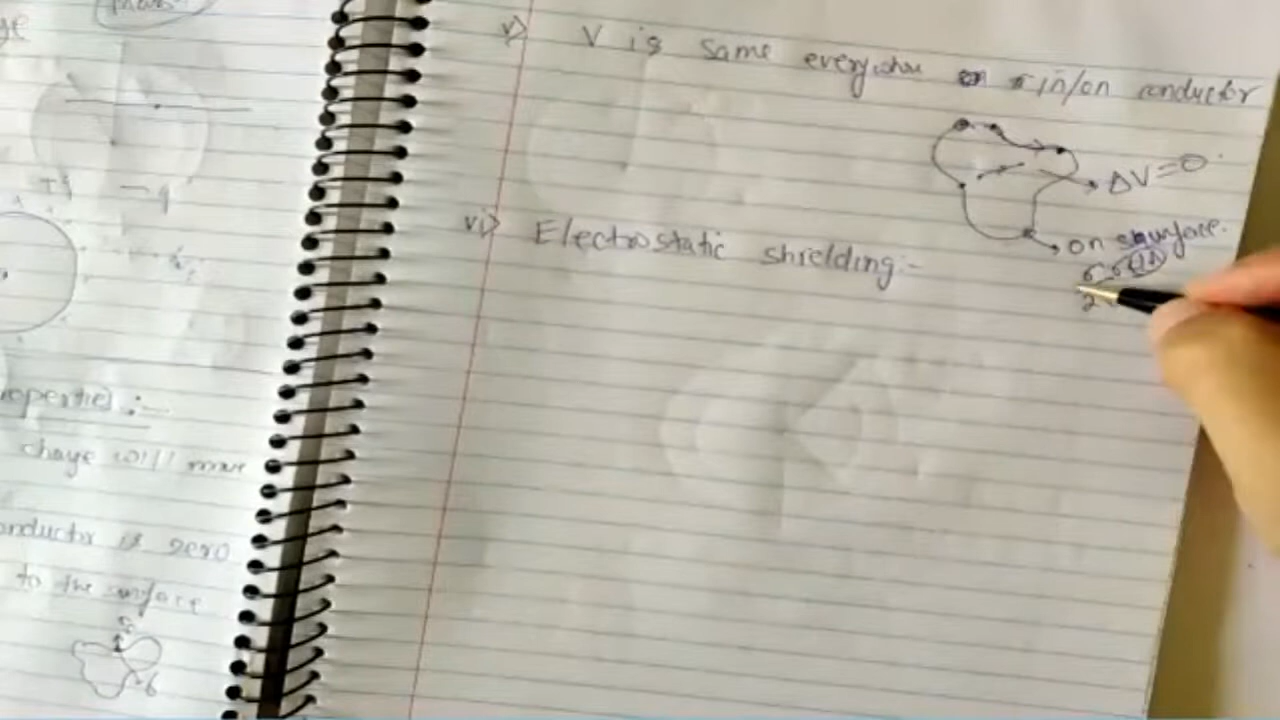 +q -q
charge will move
conductor is zero
to the surface
v) V is same everywhere in/on conductor
ΔV=0
on surface.
vi) Electrostatic shielding:-